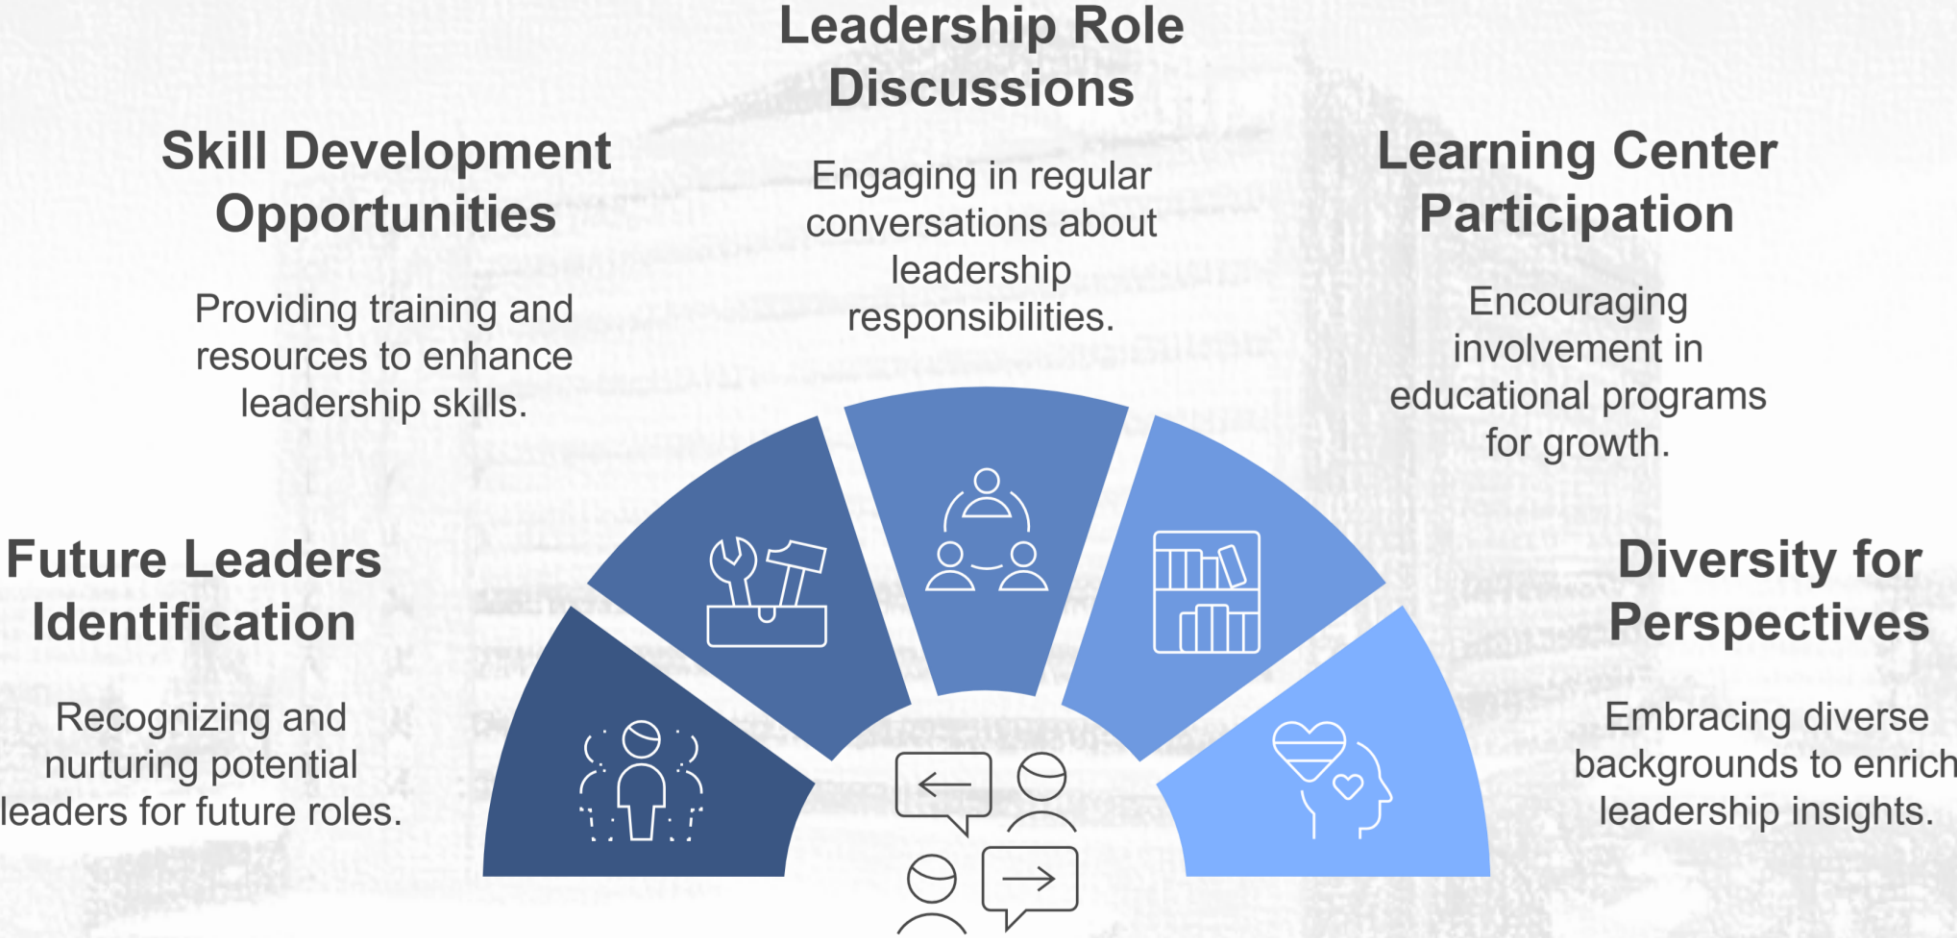 Leadership Role
Discussions
Engaging in regular
conversations about
leadership
responsibilities.
Skill Development
Opportunities
Providing training and
resources to enhance
leadership skills.
Learning Center
Participation
Encouraging
involvement in
educational programs
for growth.
Future Leaders
Identification
Recognizing and
nurturing potential
leaders for future roles.
Diversity for
Perspectives
Embracing diverse
backgrounds to enrich
leadership insights.